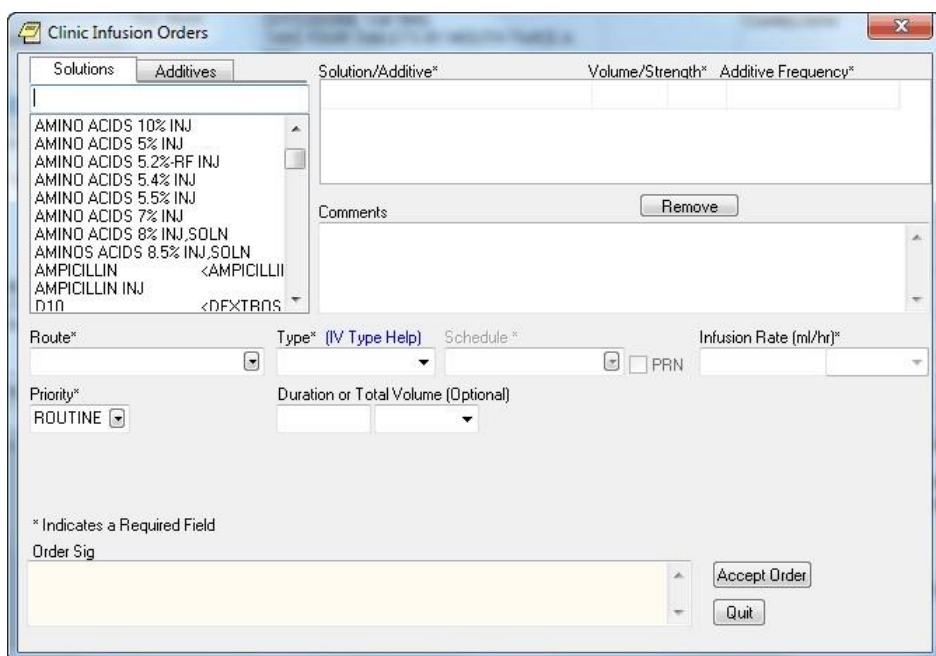 Clinic Infusion Orders
Solutions Additives
Solution/Additive* Volume/Strength* Additive Frequency*
AMINO ACIDS 10% INJ
AMINO ACIDS 5% INJ
AMINO ACIDS 5.2%-RF INJ
AMINO ACIDS 5.4% INJ
AMINO ACIDS 5.5% INJ
AMINO ACIDS 7% INJ
AMINO ACIDS 8% INJ,SOLN
AMINOS ACIDS 8.5% INJ,SOLN
AMPICILLIN <AMPICILLI
AMPICILLIN INJ
D10 <DEXTROS
Remove
Comments
Route* Type* (IV Type Help) Schedule * Infusion Rate (ml/hr)*
PRN
Priority* Duration or Total Volume (Optional)
ROUTINE
* Indicates a Required Field
Order Sig
Accept Order
Quit